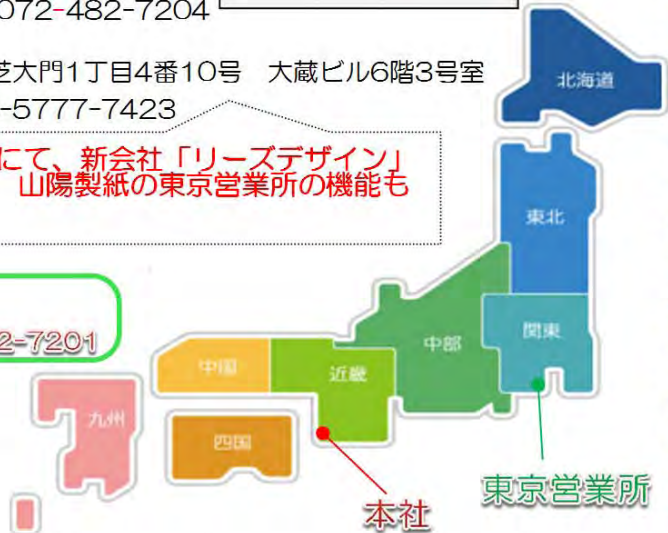 072-482-7204
芝大門1丁目4番10号　大蔵ビル6階3号室
-5777-7423
にて、新会社「リーズデザイン」
山陽製紙の東京営業所の機能も
2-7201
北海道
東北
関東
中部
近畿
中国
四国
九州
東京営業所
本社